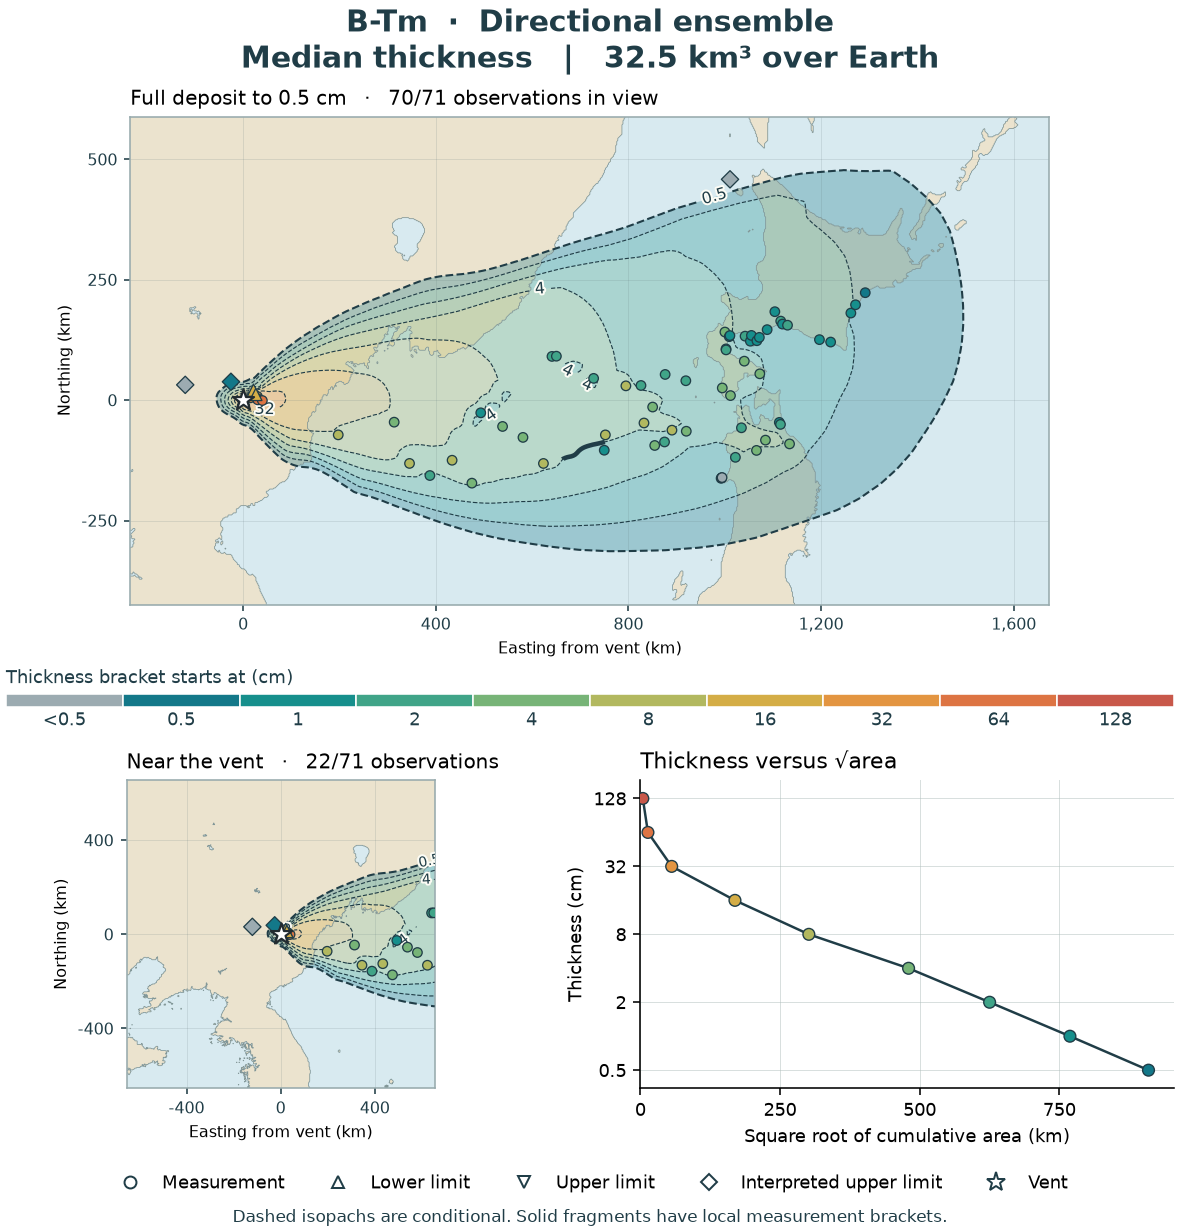 B-Tm · Directional ensemble
Median thickness | 32.5 km³ over Earth
Full deposit to 0.5 cm · 70/71 observations in view
500
250
0
-250
Northing (km)
0.5
4
4
4
4
32
0
400
800
1,200
1,600
Easting from vent (km)
Thickness bracket starts at (cm)
<0.5
0.5
1
2
4
8
16
32
64
128
Near the vent · 22/71 observations
400
0
-400
Northing (km)
0.5
4
4
-400
0
400
Easting from vent (km)
Thickness versus √area
128
32
8
2
0.5
Thickness (cm)
0
250
500
750
Square root of cumulative area (km)
Measurement
Lower limit
Upper limit
Interpreted upper limit
Vent
Dashed isopachs are conditional. Solid fragments have local measurement brackets.